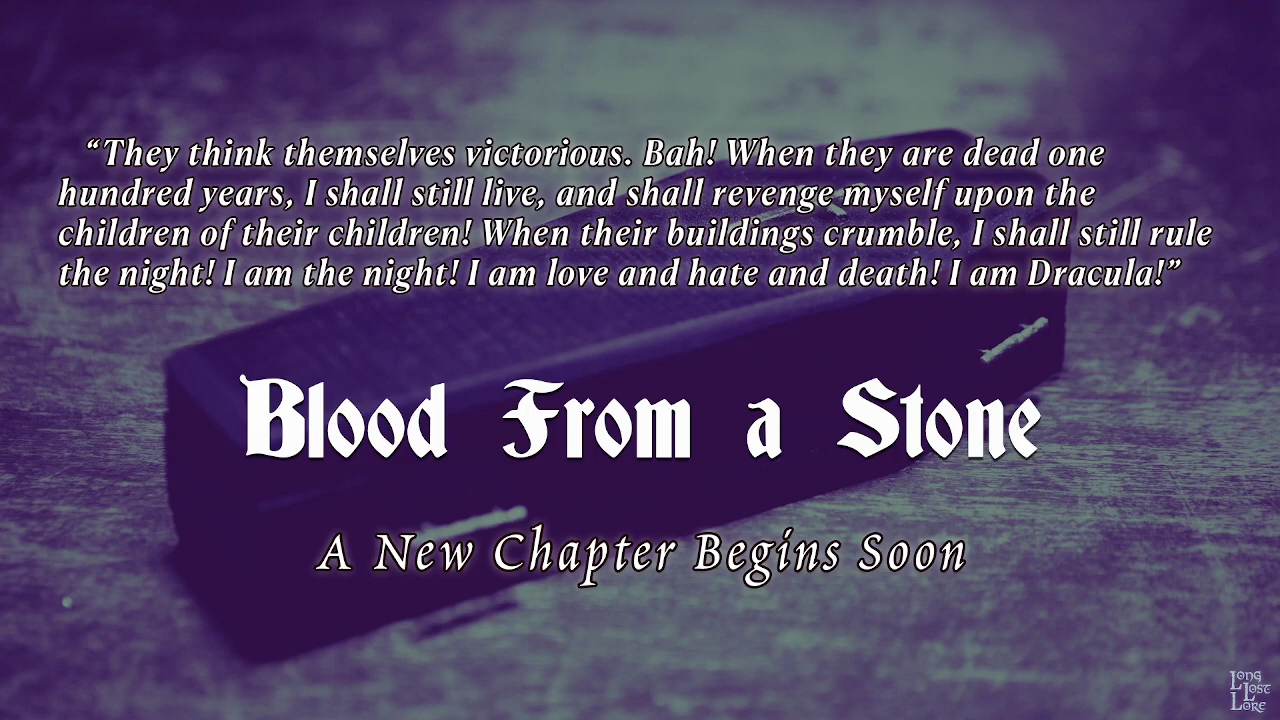 “They think themselves victorious. Bah! When they are dead one
hundred years, I shall still live, and shall revenge myself upon the
children of their children! When their buildings crumble, I shall still rule
the night! I am the night! I am love and hate and death! I am Dracula!”
Blood From a Stone
A New Chapter Begins Soon
Long
Lost
Lore